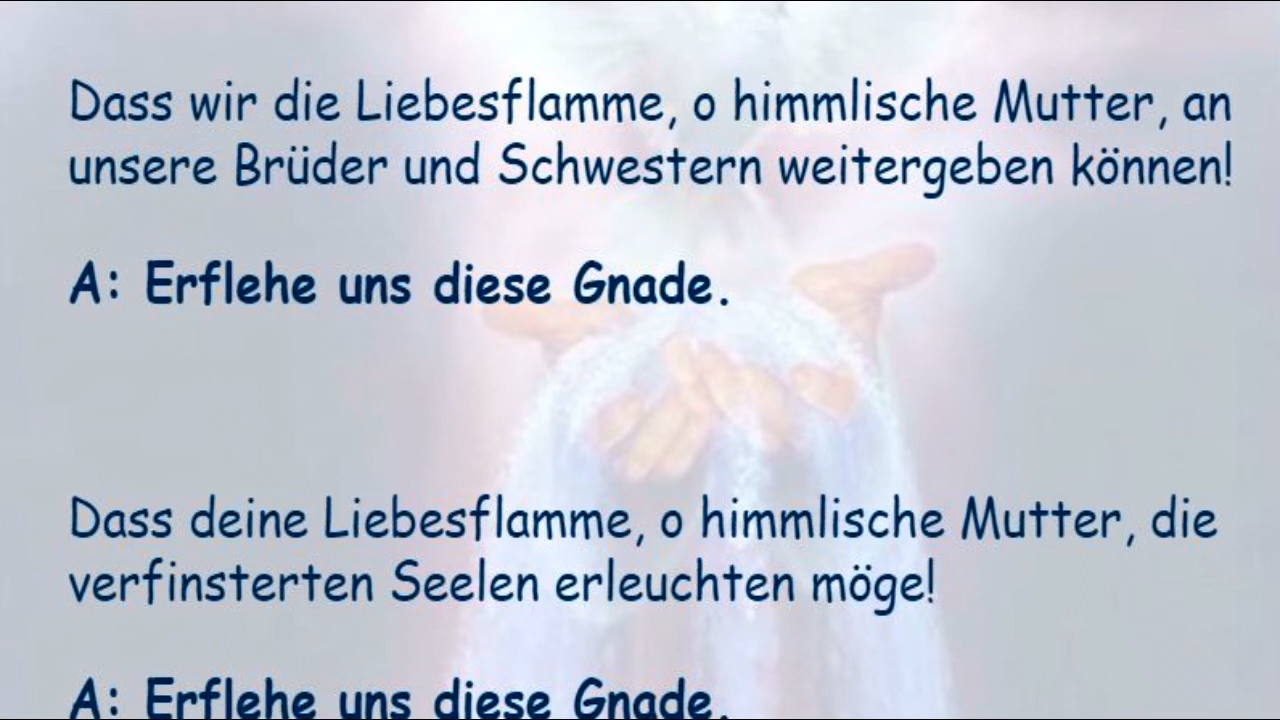 Dass wir die Liebesflamme, o himmlische Mutter, an
unsere Brüder und Schwestern weitergeben können!
A: Erflehe uns diese Gnade.
Dass deine Liebesflamme, o himmlische Mutter, die
verfinsterten Seelen erleuchten möge!
A: Erflehe uns diese Gnade.